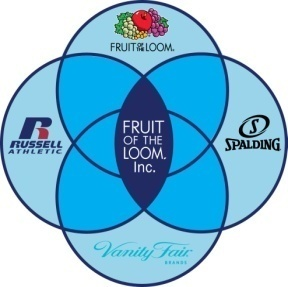 FRUIT OF THE LOOM.
RUSSELL
ATHLETIC
FRUIT
OF THE
LOOM.
Inc.
SPALDING
Vanity Fair
BRANDS